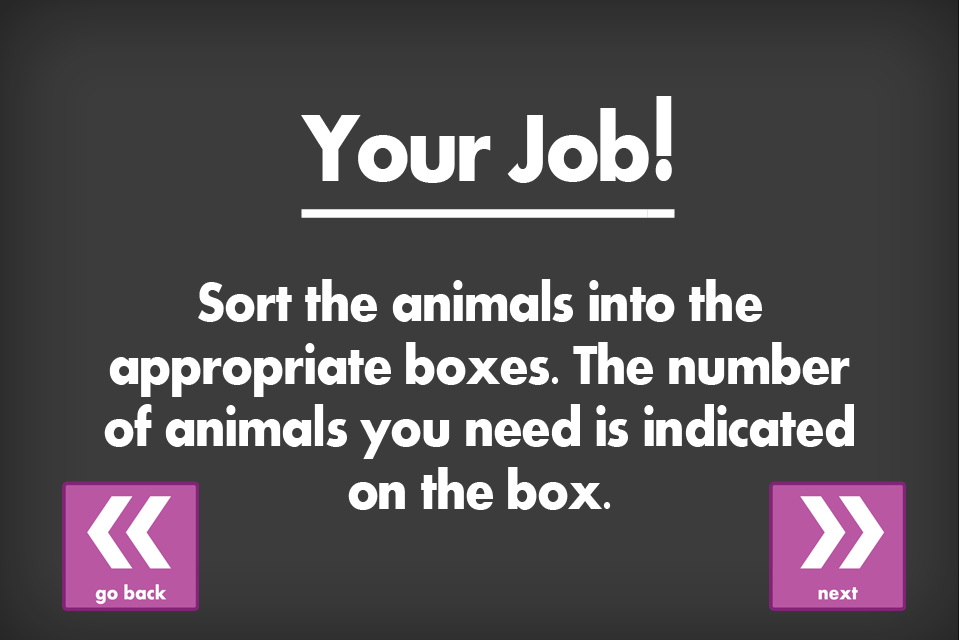 Your Job!
Sort the animals into the
appropriate boxes. The number
of animals you need is indicated
on the box.
go back
next